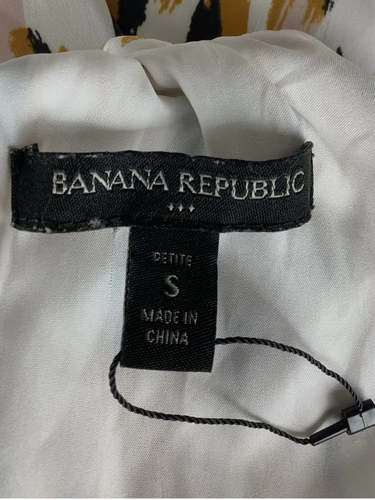 BANANA REPUBLIC
PETITE
S
MADE IN
CHINA